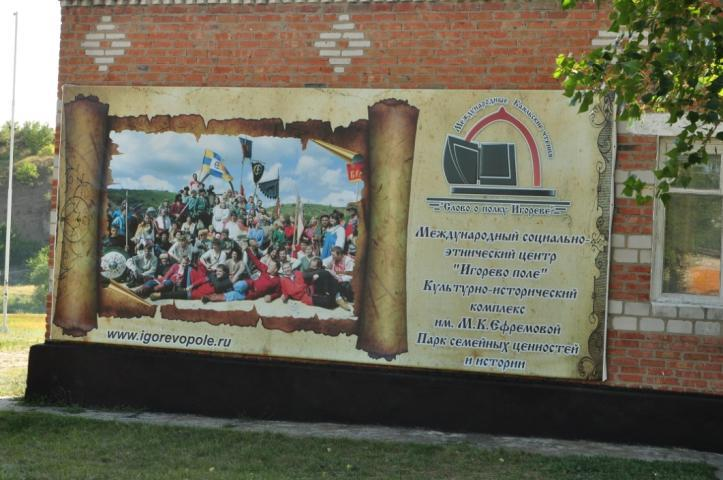 Международные Каяльские чтения
"Слово о полку Игореве"
Международный социально-
этнический центр
"Игорево поле"
Культурно-исторический
комплекс
им. М.К.Ефремовой
Парк семейных ценностей
и истории
www.igorevopole.ru